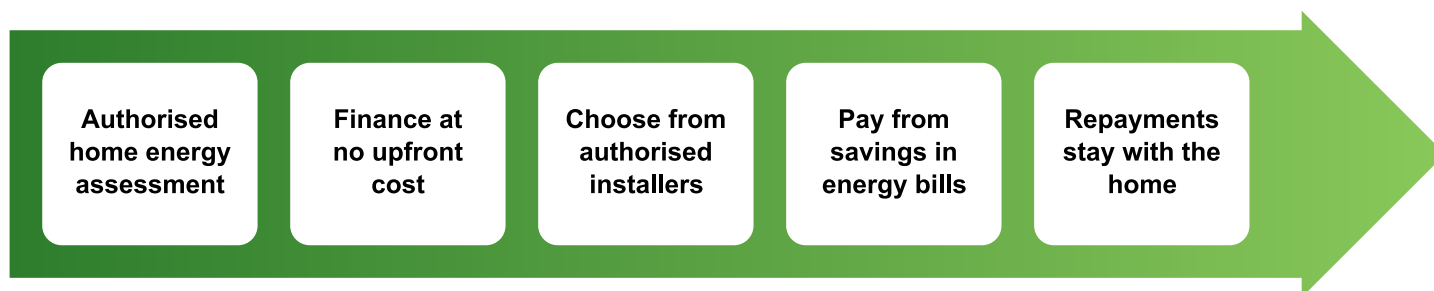 Authorised
home energy
assessment
Finance at
no upfront
cost
Choose from
authorised
installers
Pay from
savings in
energy bills
Repayments
stay with the
home